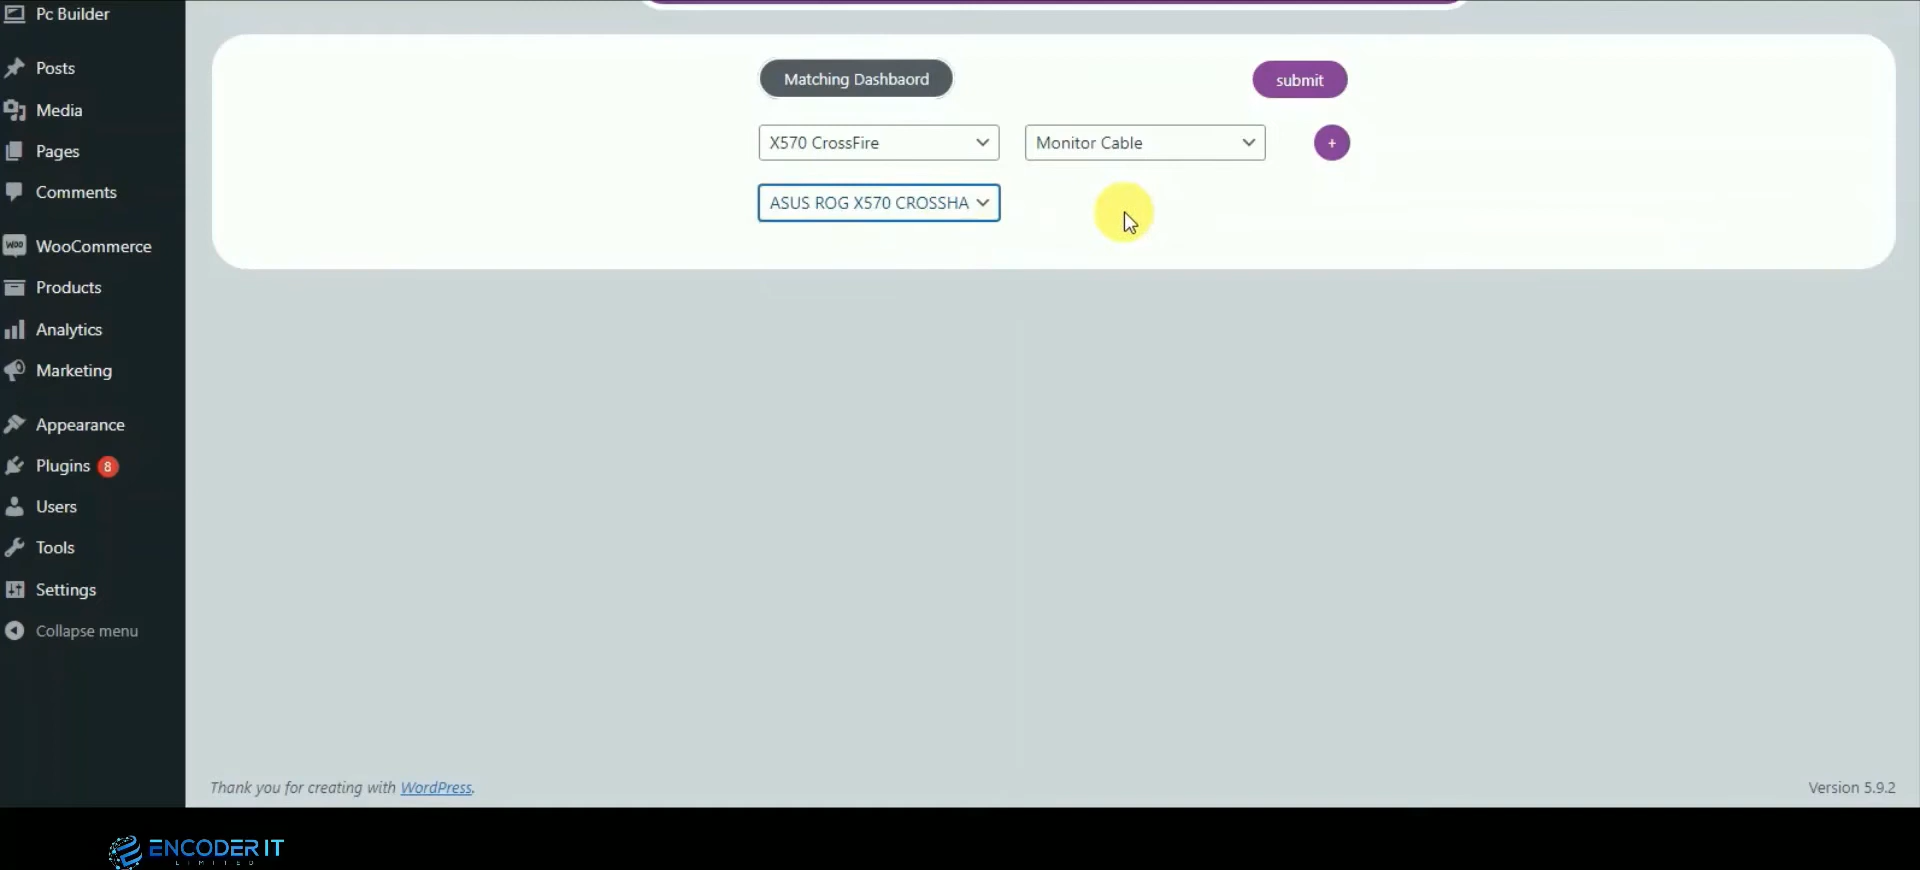 Pc Builder
Posts
Media
Pages
Comments
WooCommerce
Products
Analytics
Marketing
Appearance
Plugins 8
Users
Tools
Settings
Collapse menu
Matching Dashbaord
submit
X570 CrossFire
Monitor Cable
+
ASUS ROG X570 CROSSHA
Thank you for creating with WordPress.
Version 5.9.2
ENCODER IT
LIMITED